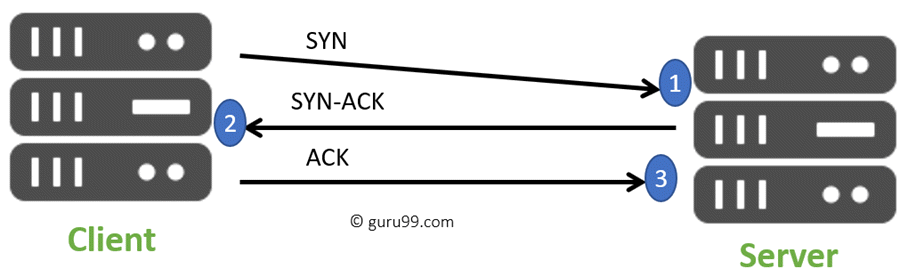 SYN
1
SYN-ACK
2
ACK
3
© guru99.com
Client
Server